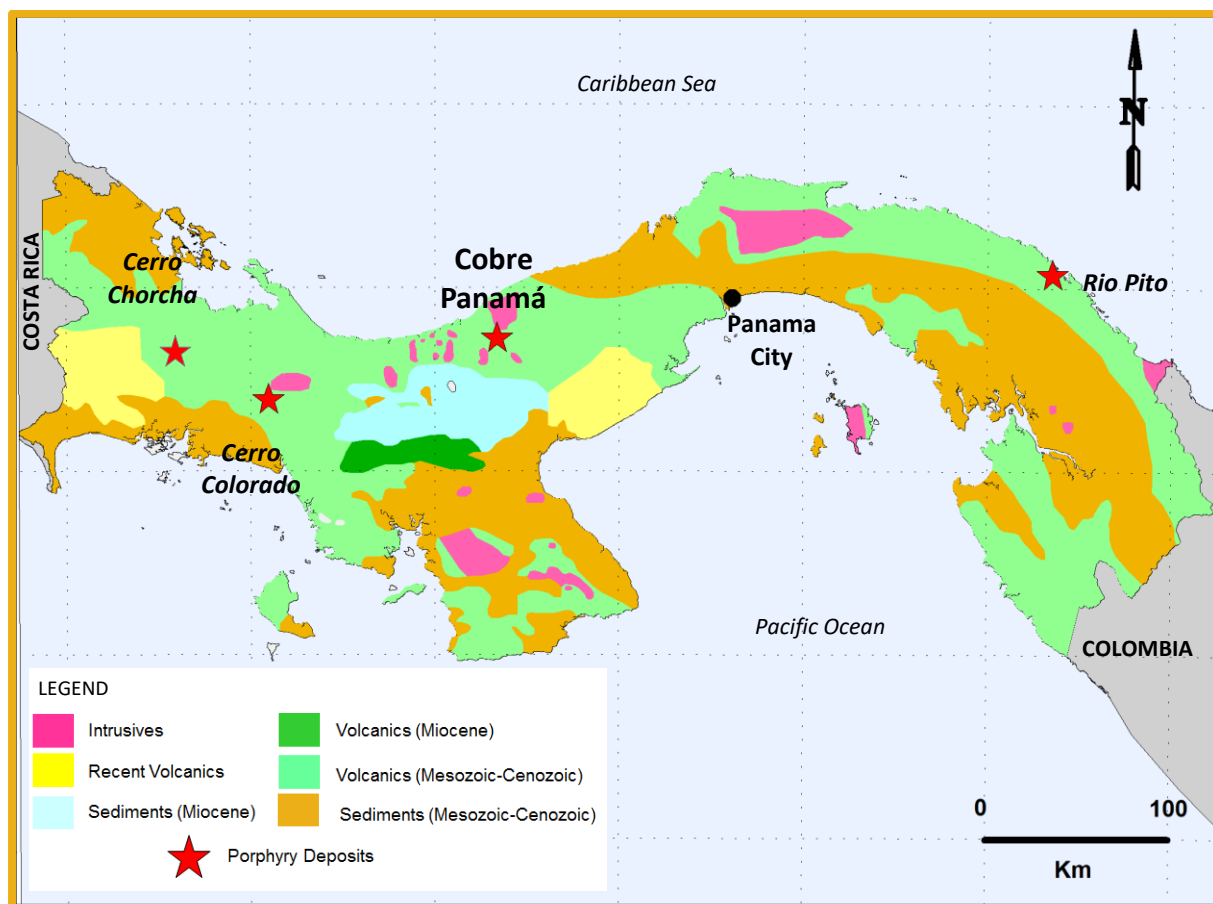 Caribbean Sea
N
COSTA RICA
Cerro
Chorcha
Cobre
Panamá
Rio Pito
Panama
City
Cerro
Colorado
Pacific Ocean
COLOMBIA
LEGEND
Intrusives
Volcanics (Miocene)
Recent Volcanics
Volcanics (Mesozoic-Cenozoic)
Sediments (Miocene)
Sediments (Mesozoic-Cenozoic)
Porphyry Deposits
0 100
Km